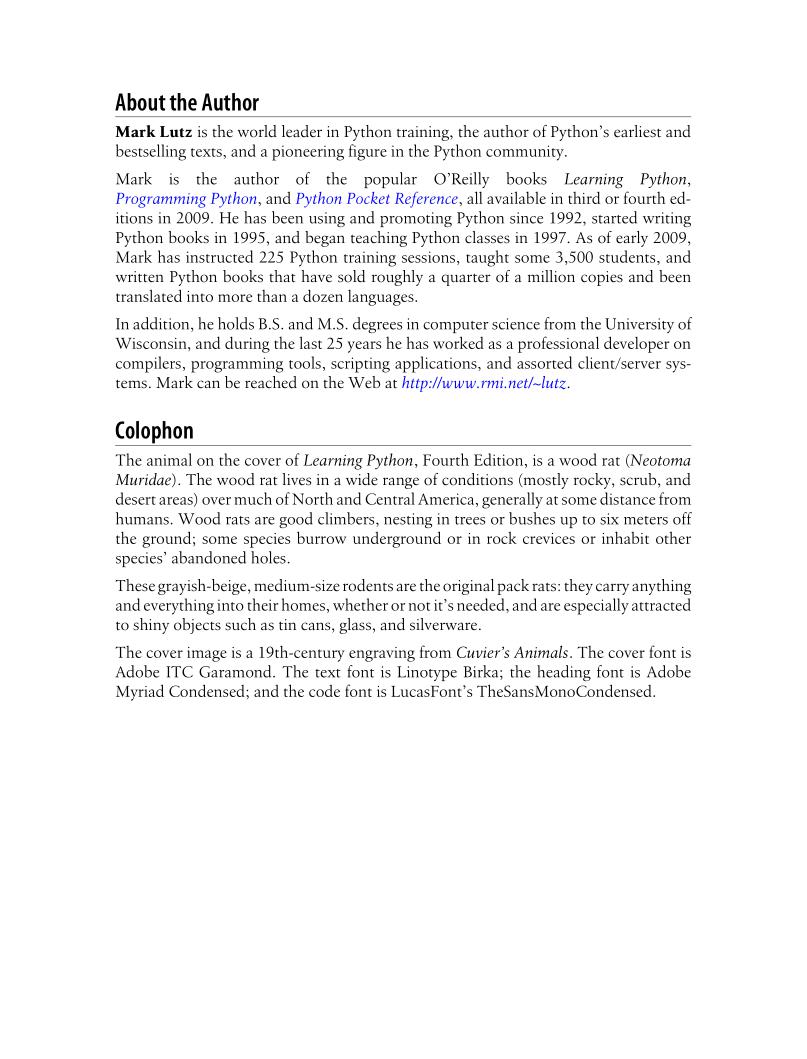 About the Author
Mark Lutz is the world leader in Python training, the author of Python’s earliest and
bestselling texts, and a pioneering figure in the Python community.
Mark is the author of the popular O’Reilly books Learning Python,
Programming Python, and Python Pocket Reference, all available in third or fourth ed-
itions in 2009. He has been using and promoting Python since 1992, started writing
Python books in 1995, and began teaching Python classes in 1997. As of early 2009,
Mark has instructed 225 Python training sessions, taught some 3,500 students, and
written Python books that have sold roughly a quarter of a million copies and been
translated into more than a dozen languages.
In addition, he holds B.S. and M.S. degrees in computer science from the University of
Wisconsin, and during the last 25 years he has worked as a professional developer on
compilers, programming tools, scripting applications, and assorted client/server sys-
tems. Mark can be reached on the Web at http://www.rmi.net/~lutz.
Colophon
The animal on the cover of Learning Python, Fourth Edition, is a wood rat (Neotoma
Muridae). The wood rat lives in a wide range of conditions (mostly rocky, scrub, and
desert areas) over much of North and Central America, generally at some distance from
humans. Wood rats are good climbers, nesting in trees or bushes up to six meters off
the ground; some species burrow underground or in rock crevices or inhabit other
species’ abandoned holes.
These grayish-beige, medium-size rodents are the original pack rats: they carry anything
and everything into their homes, whether or not it’s needed, and are especially attracted
to shiny objects such as tin cans, glass, and silverware.
The cover image is a 19th-century engraving from Cuvier’s Animals. The cover font is
Adobe ITC Garamond. The text font is Linotype Birka; the heading font is Adobe
Myriad Condensed; and the code font is LucasFont’s TheSansMonoCondensed.